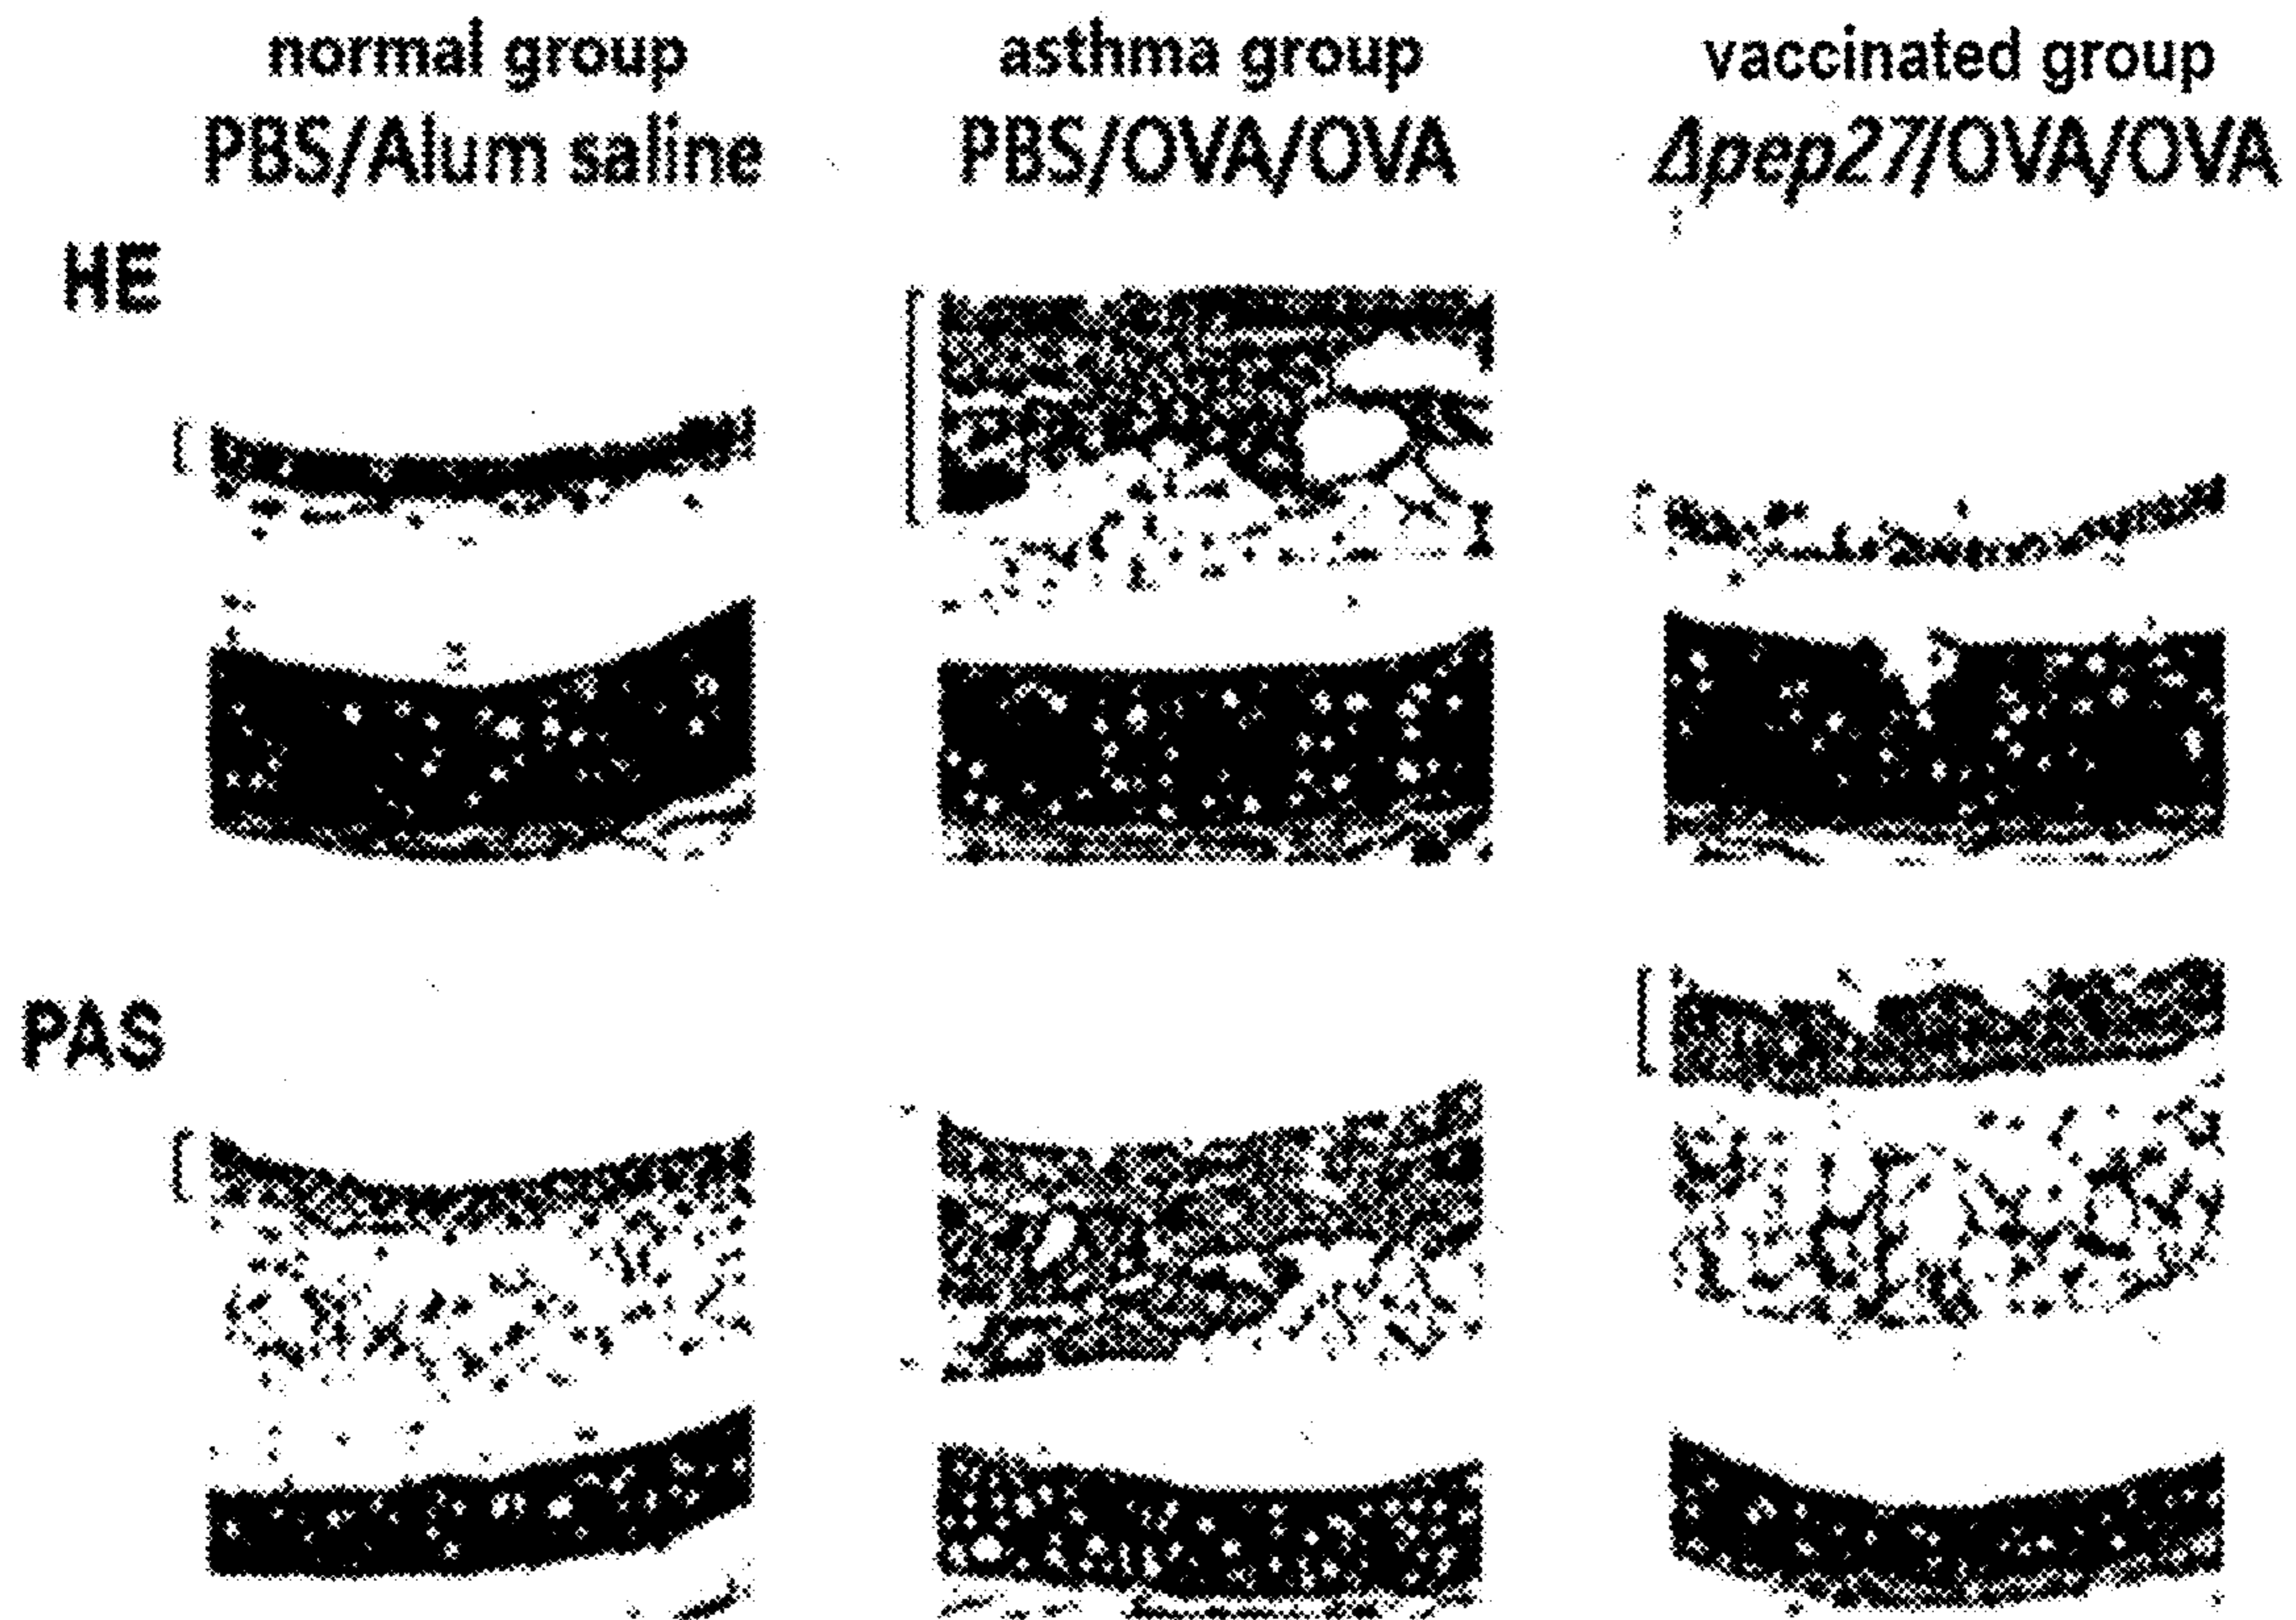 normal group
PBS/Alum saline
asthma group
PBS/OVA/OVA
vaccinated group
Δpep27/OVA/OVA
HE
PAS